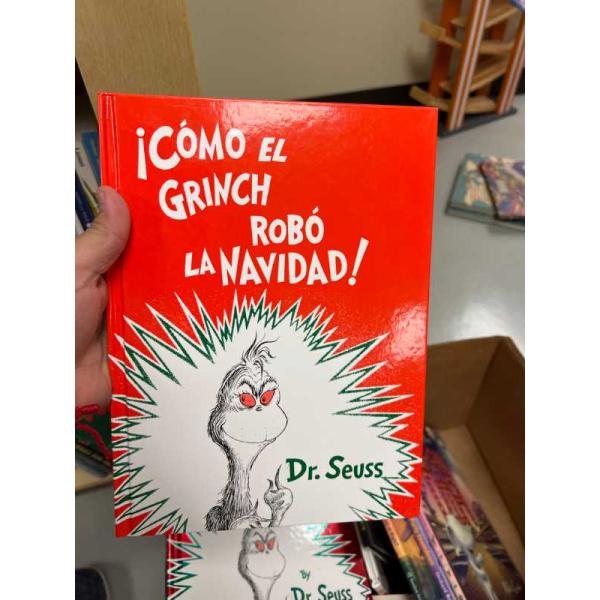 ¡CÓMO EL
GRINCH
ROBÓ
LA NAVIDAD!
Dr. Seuss
By
Dr. Seuss